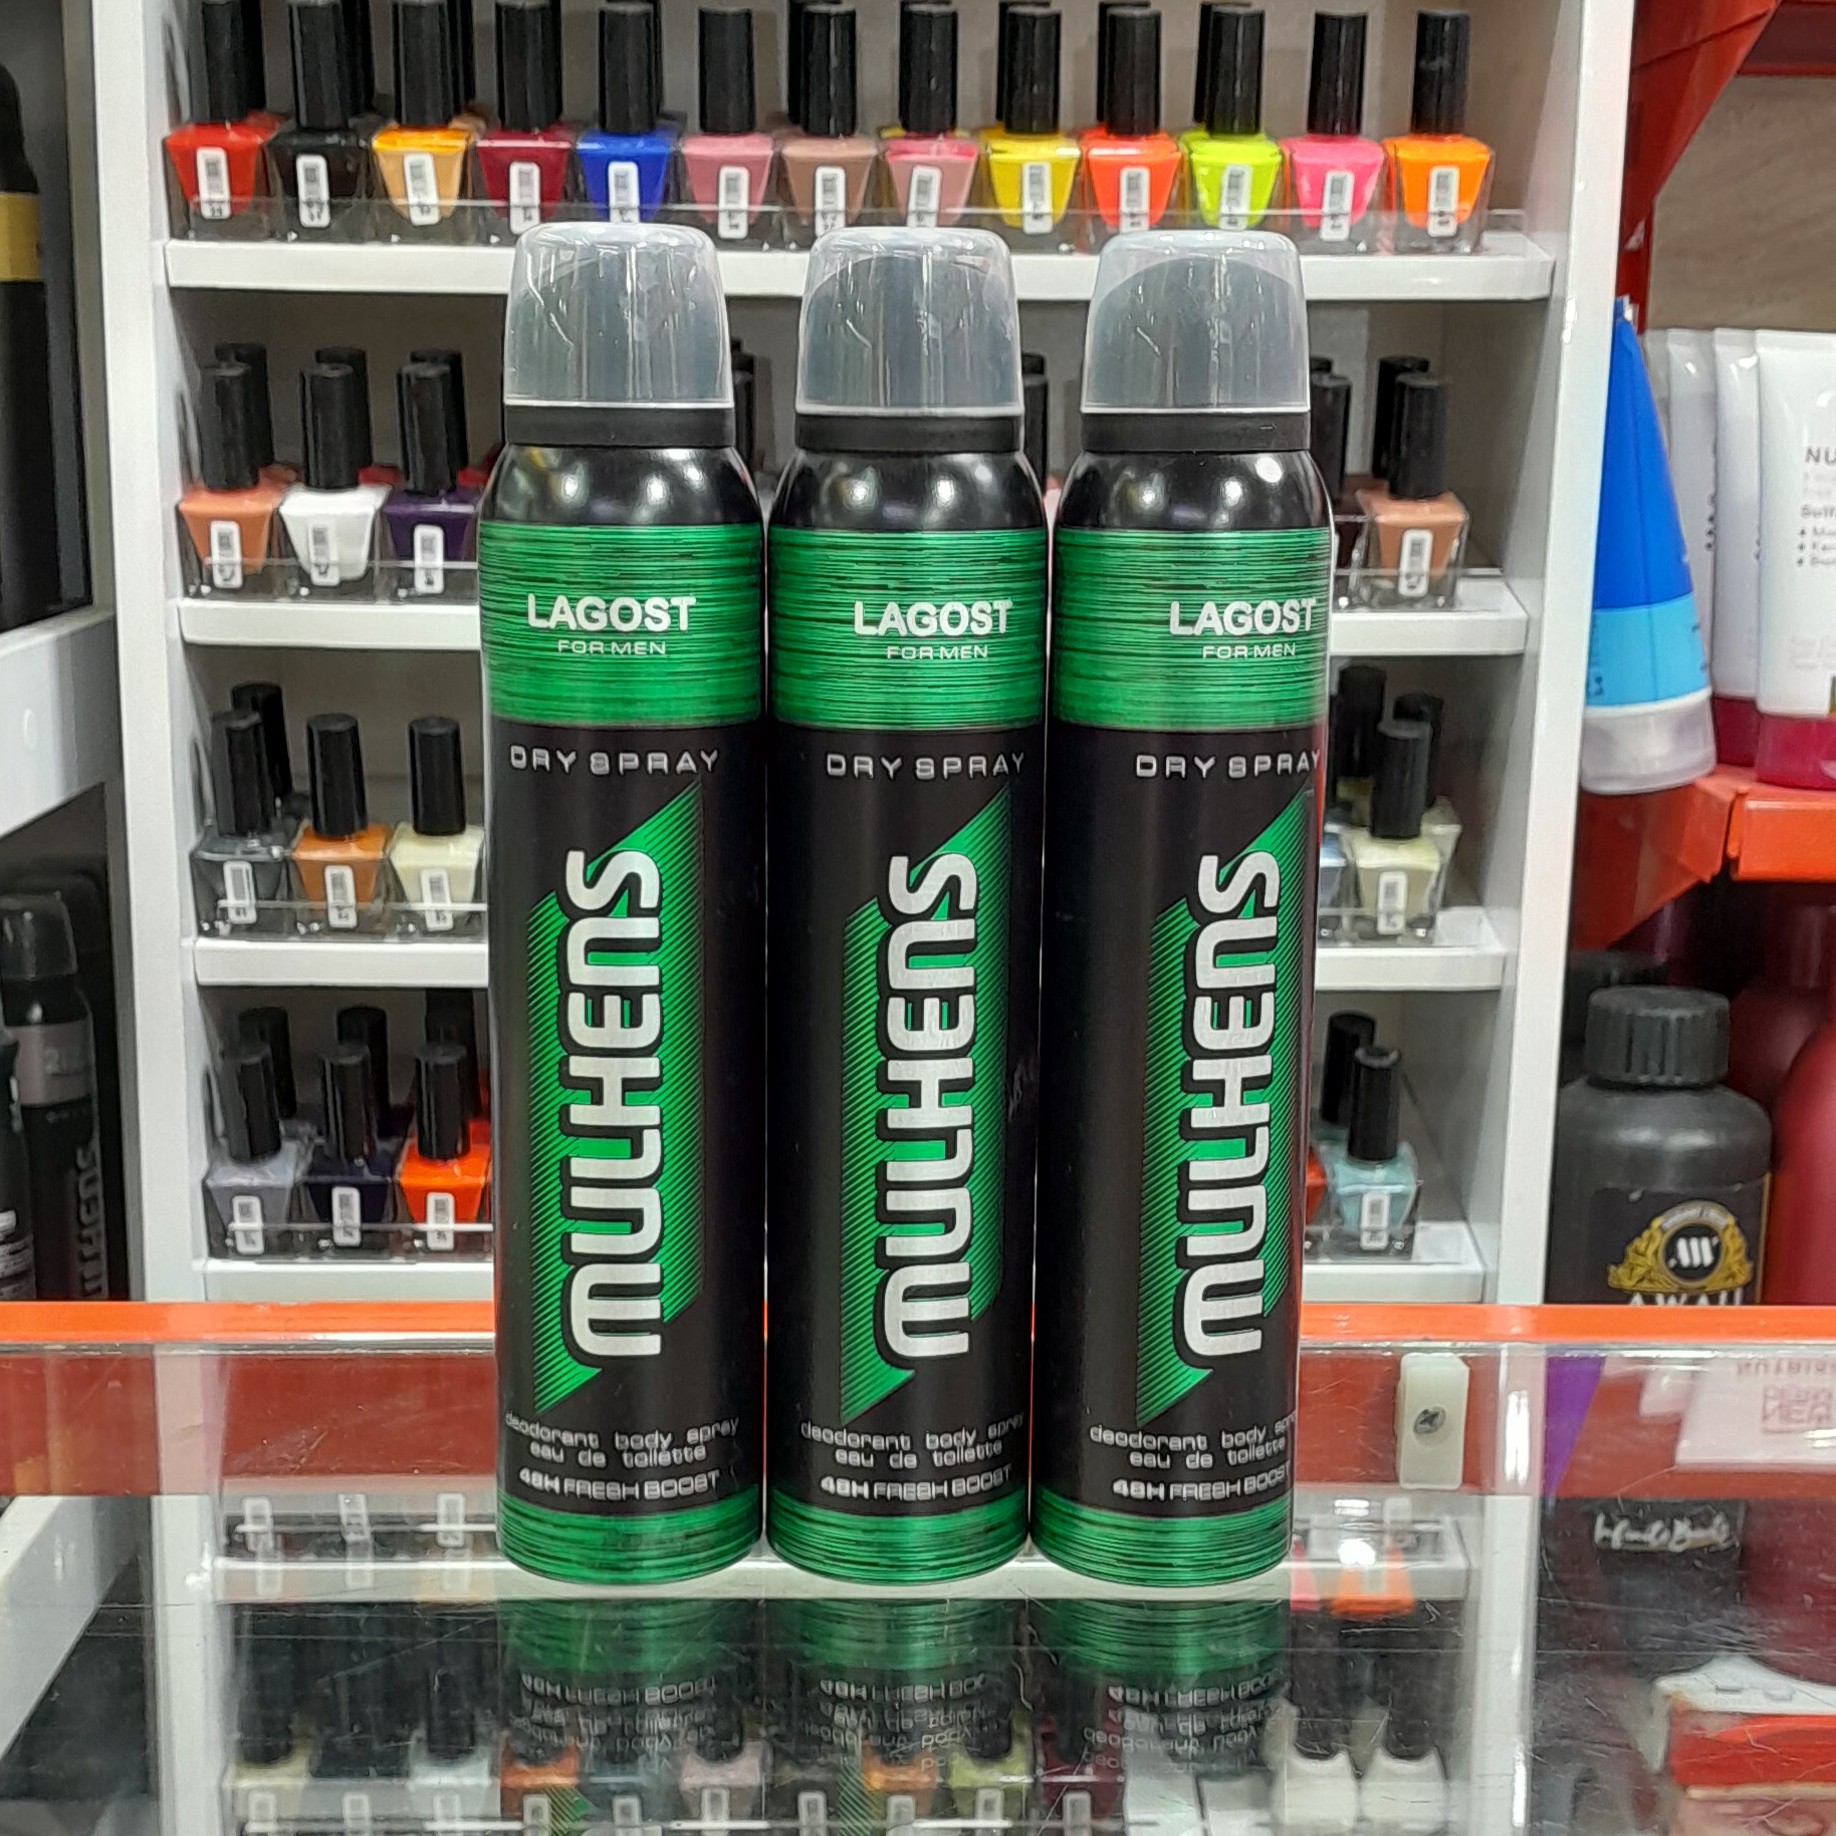 LAGOST
FOR MEN
DRY SPRAY
MULHENS
deodorant body spray
eau de toilette
48H FRESH BOOST
LAGOST
FOR MEN
DRY SPRAY
MULHENS
deodorant body spray
eau de toilette
48H FRESH BOOST
LAGOST
FOR MEN
DRY SPRAY
MULHENS
deodorant body spr
eau de toilette
48H FRESH BOOST
NU